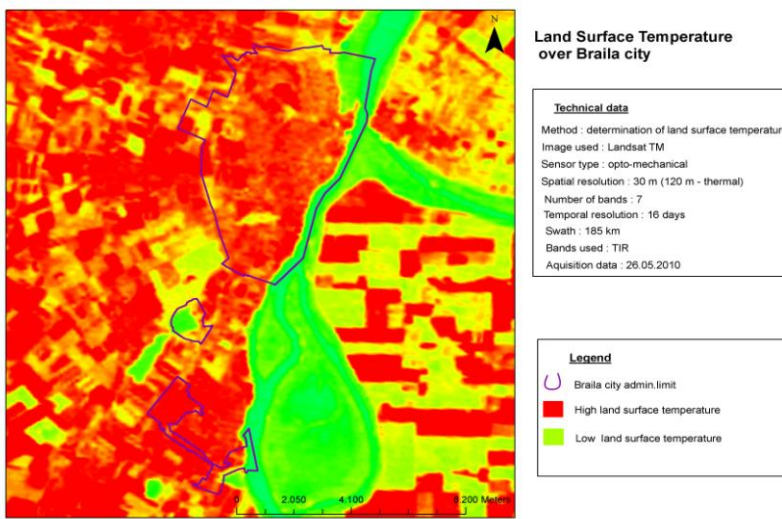 N
Land Surface Temperature
over Braila city
Technical data
Method : determination of land surface temperatur
Image used : Landsat TM
Sensor type : opto-mechanical
Spatial resolution : 30 m (120 m - thermal)
Number of bands : 7
Temporal resolution : 16 days
Swath : 185 km
Bands used : TIR
Aquisition data : 26.05.2010
Legend
Braila city admin.limit
High land surface temperature
Low land surface temperature
0 2.050 4.100 8.200 Meters